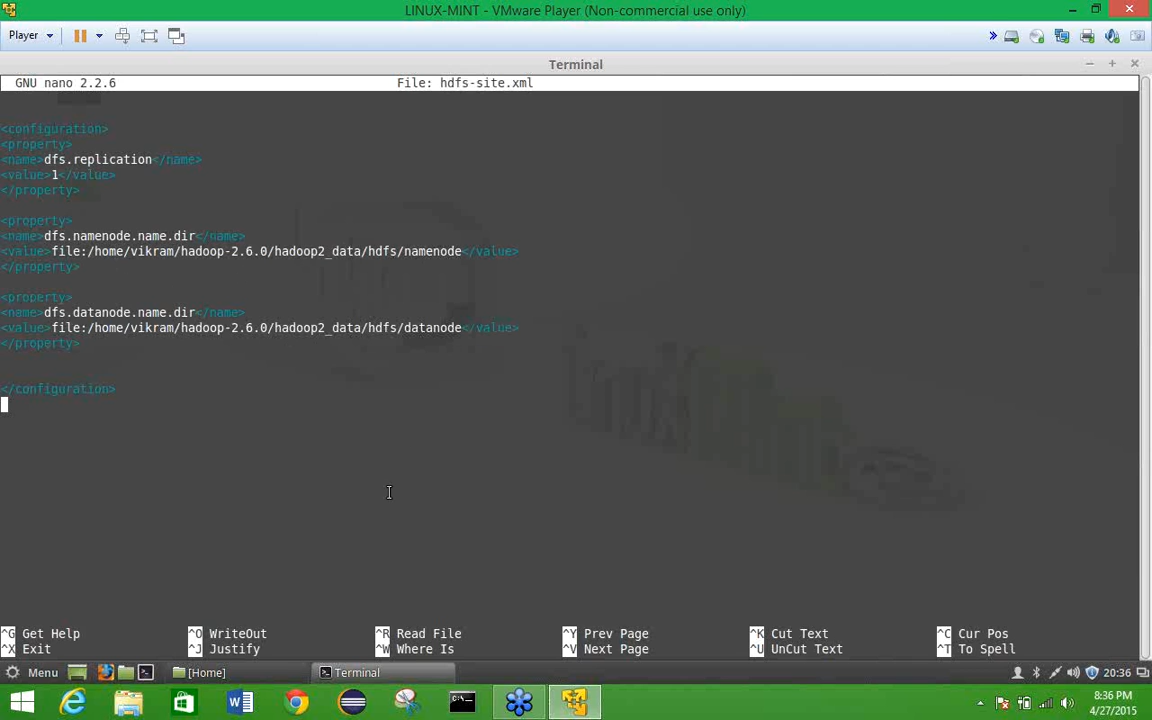 LINUX-MINT - VMware Player (Non-commercial use only)
Player
Terminal
GNU nano 2.2.6 File: hdfs-site.xml
<configuration>
<property>
<name>dfs.replication</name>
<value>1</value>
</property>
<property>
<name>dfs.namenode.name.dir</name>
<value>file:/home/vikram/hadoop-2.6.0/hadoop2_data/hdfs/namenode</value>
</property>
<property>
<name>dfs.datanode.name.dir</name>
<value>file:/home/vikram/hadoop-2.6.0/hadoop2_data/hdfs/datanode</value>
</property>
</configuration>
^G Get Help ^O WriteOut ^R Read File ^Y Prev Page ^K Cut Text ^C Cur Pos
^X Exit ^J Justify ^W Where Is ^V Next Page ^U UnCut Text ^T To Spell
Menu [Home] Terminal 20:36
8:36 PM
4/27/2015